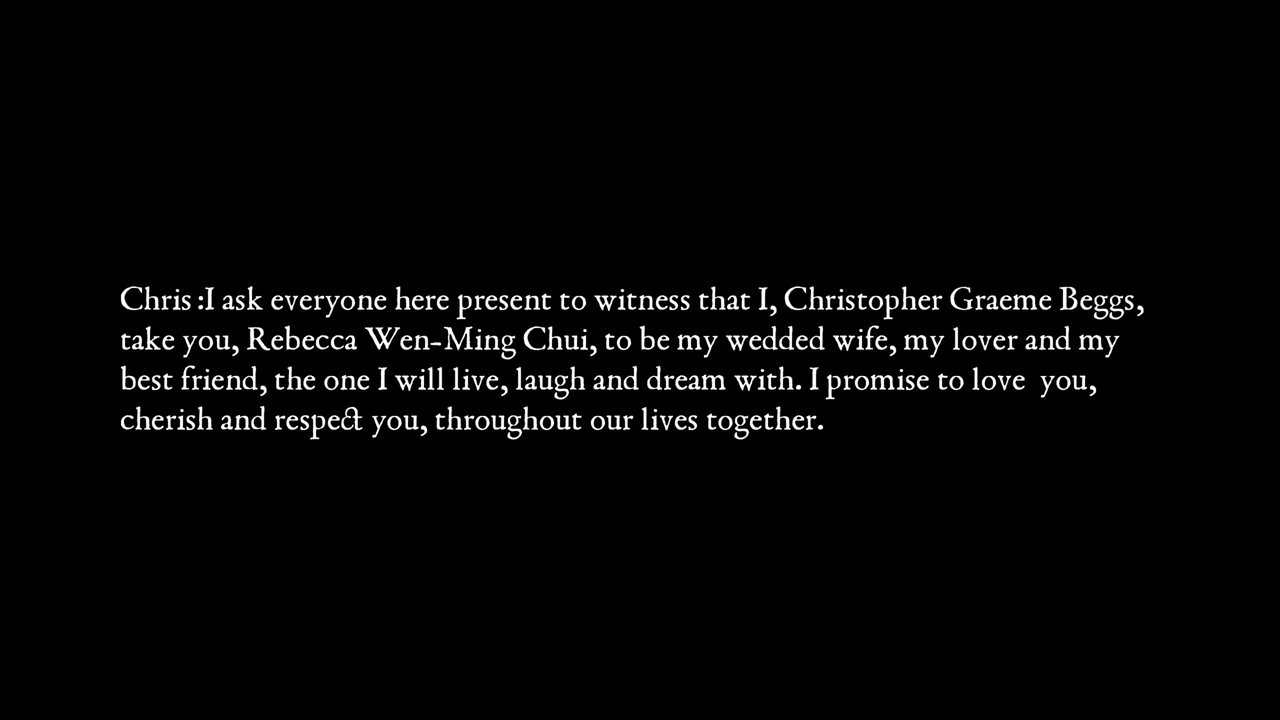 Chris :I ask everyone here present to witness that I, Christopher Graeme Beggs,
take you, Rebecca Wen-Ming Chui, to be my wedded wife, my lover and my
best friend, the one I will live, laugh and dream with. I promise to love  you,
cherish and respect you, throughout our lives together.